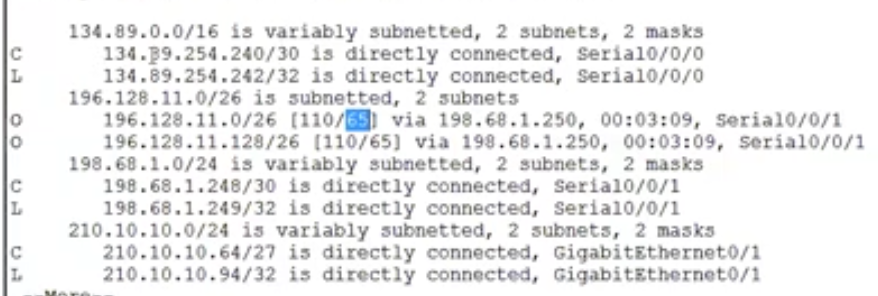 134.89.0.0/16 is variably subnetted, 2 subnets, 2 masks
C 134.89.254.240/30 is directly connected, Serial0/0/0
L 134.89.254.242/32 is directly connected, Serial0/0/0
196.128.11.0/26 is subnetted, 2 subnets
O 196.128.11.0/26 [110/65] via 198.68.1.250, 00:03:09, Serial0/0/1
O 196.128.11.128/26 [110/65] via 198.68.1.250, 00:03:09, Serial0/0/1
198.68.1.0/24 is variably subnetted, 2 subnets, 2 masks
C 198.68.1.248/30 is directly connected, Serial0/0/1
L 198.68.1.249/32 is directly connected, Serial0/0/1
210.10.10.0/24 is variably subnetted, 2 subnets, 2 masks
C 210.10.10.64/27 is directly connected, GigabitEthernet0/1
L 210.10.10.94/32 is directly connected, GigabitEthernet0/1
--More--